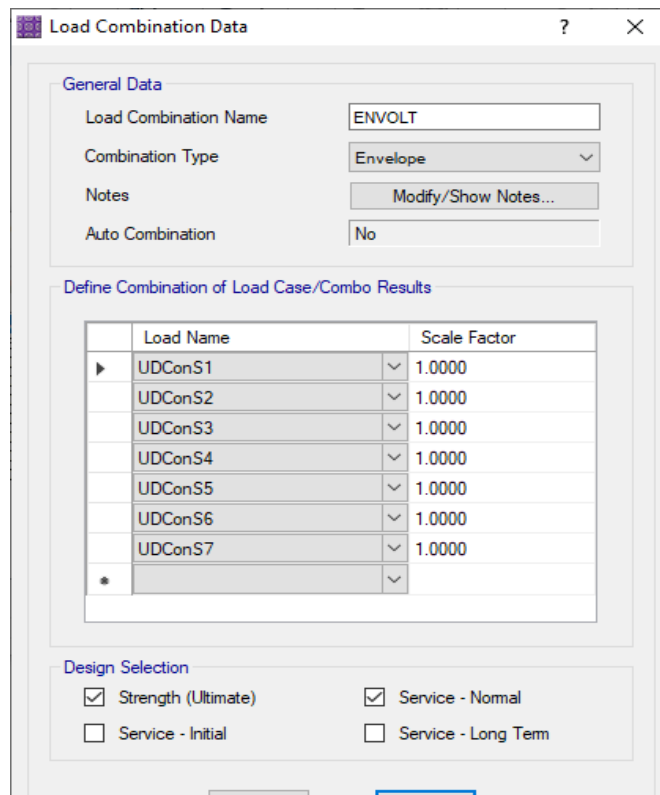 Load Combination Data ? ×
General Data
Load Combination Name ENVOLT
Combination Type Envelope
Notes Modify/Show Notes...
Auto Combination No
Define Combination of Load Case/Combo Results
Load Name Scale Factor
UDConS1 1.0000
UDConS2 1.0000
UDConS3 1.0000
UDConS4 1.0000
UDConS5 1.0000
UDConS6 1.0000
UDConS7 1.0000
Design Selection
Strength (Ultimate) Service - Normal
Service - Initial Service - Long Term